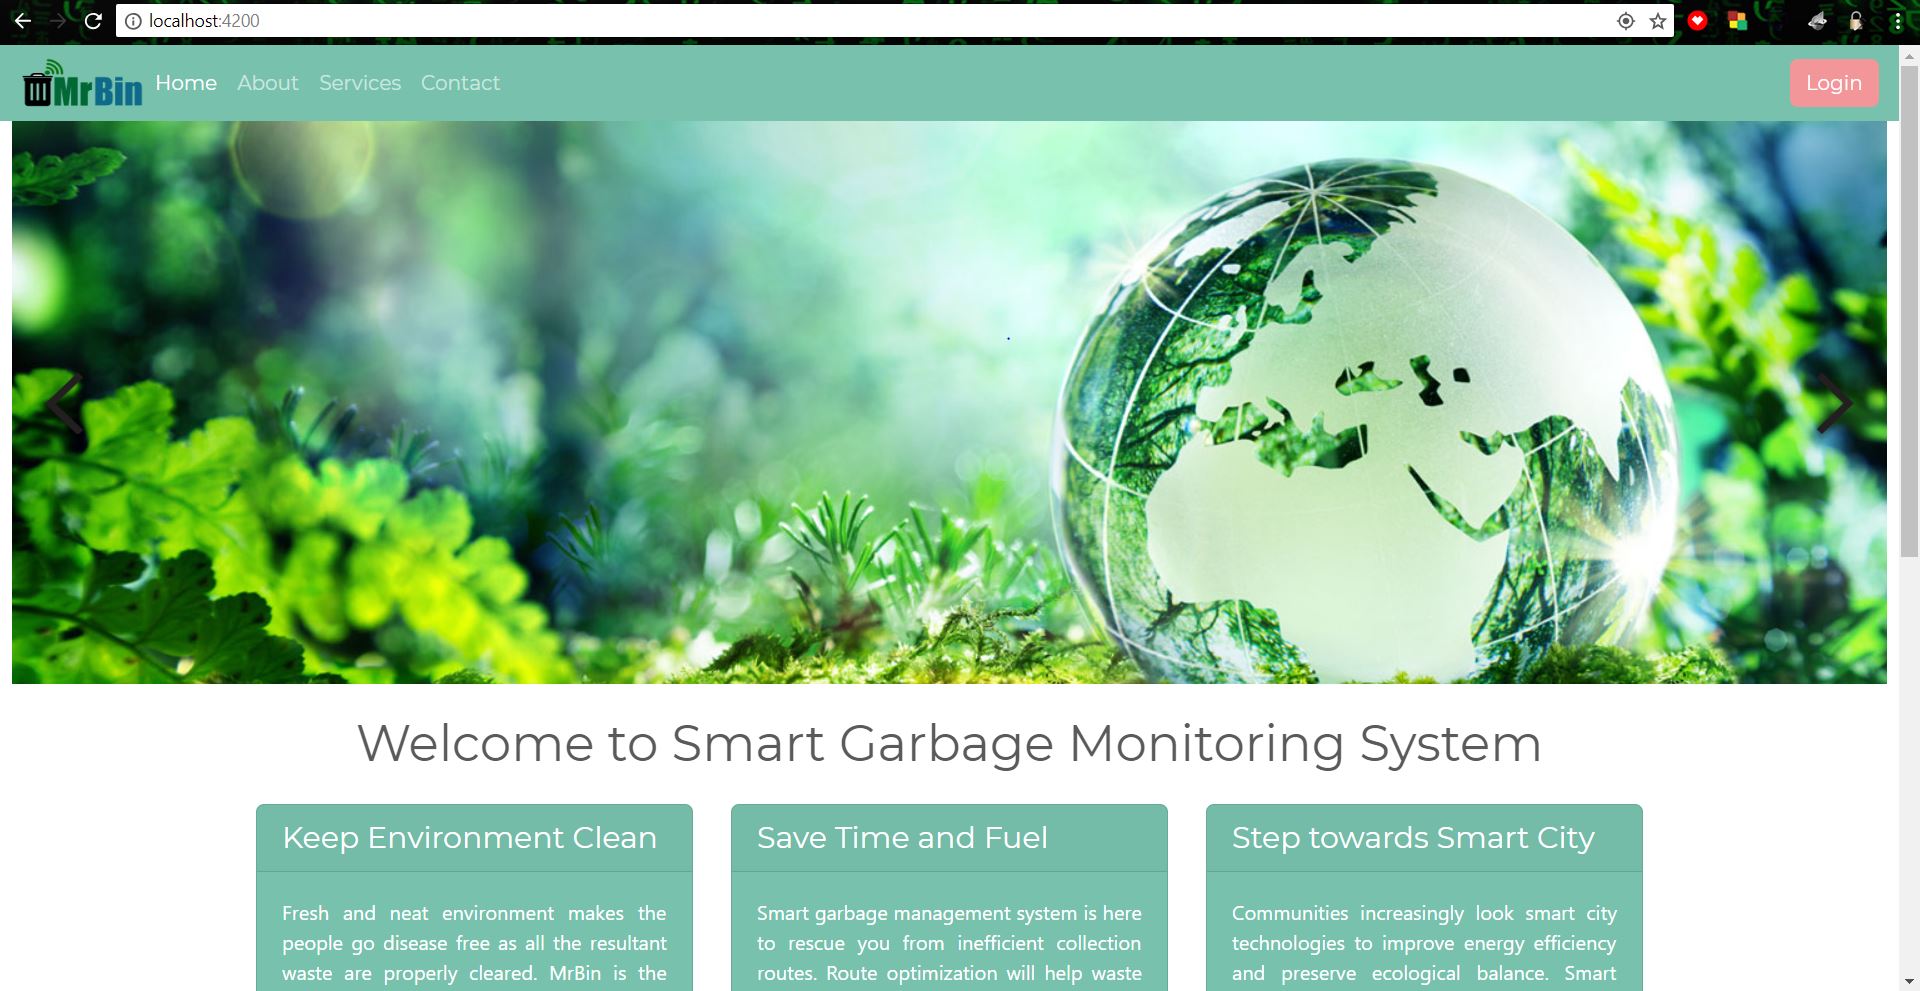 localhost:4200
MrBin Home About Services Contact Login
Welcome to Smart Garbage Monitoring System
Keep Environment Clean
Fresh and neat environment makes the
people go disease free as all the resultant
waste are properly cleared. MrBin is the
Save Time and Fuel
Smart garbage management system is here
to rescue you from inefficient collection
routes. Route optimization will help waste
Step towards Smart City
Communities increasingly look smart city
technologies to improve energy efficiency
and preserve ecological balance. Smart